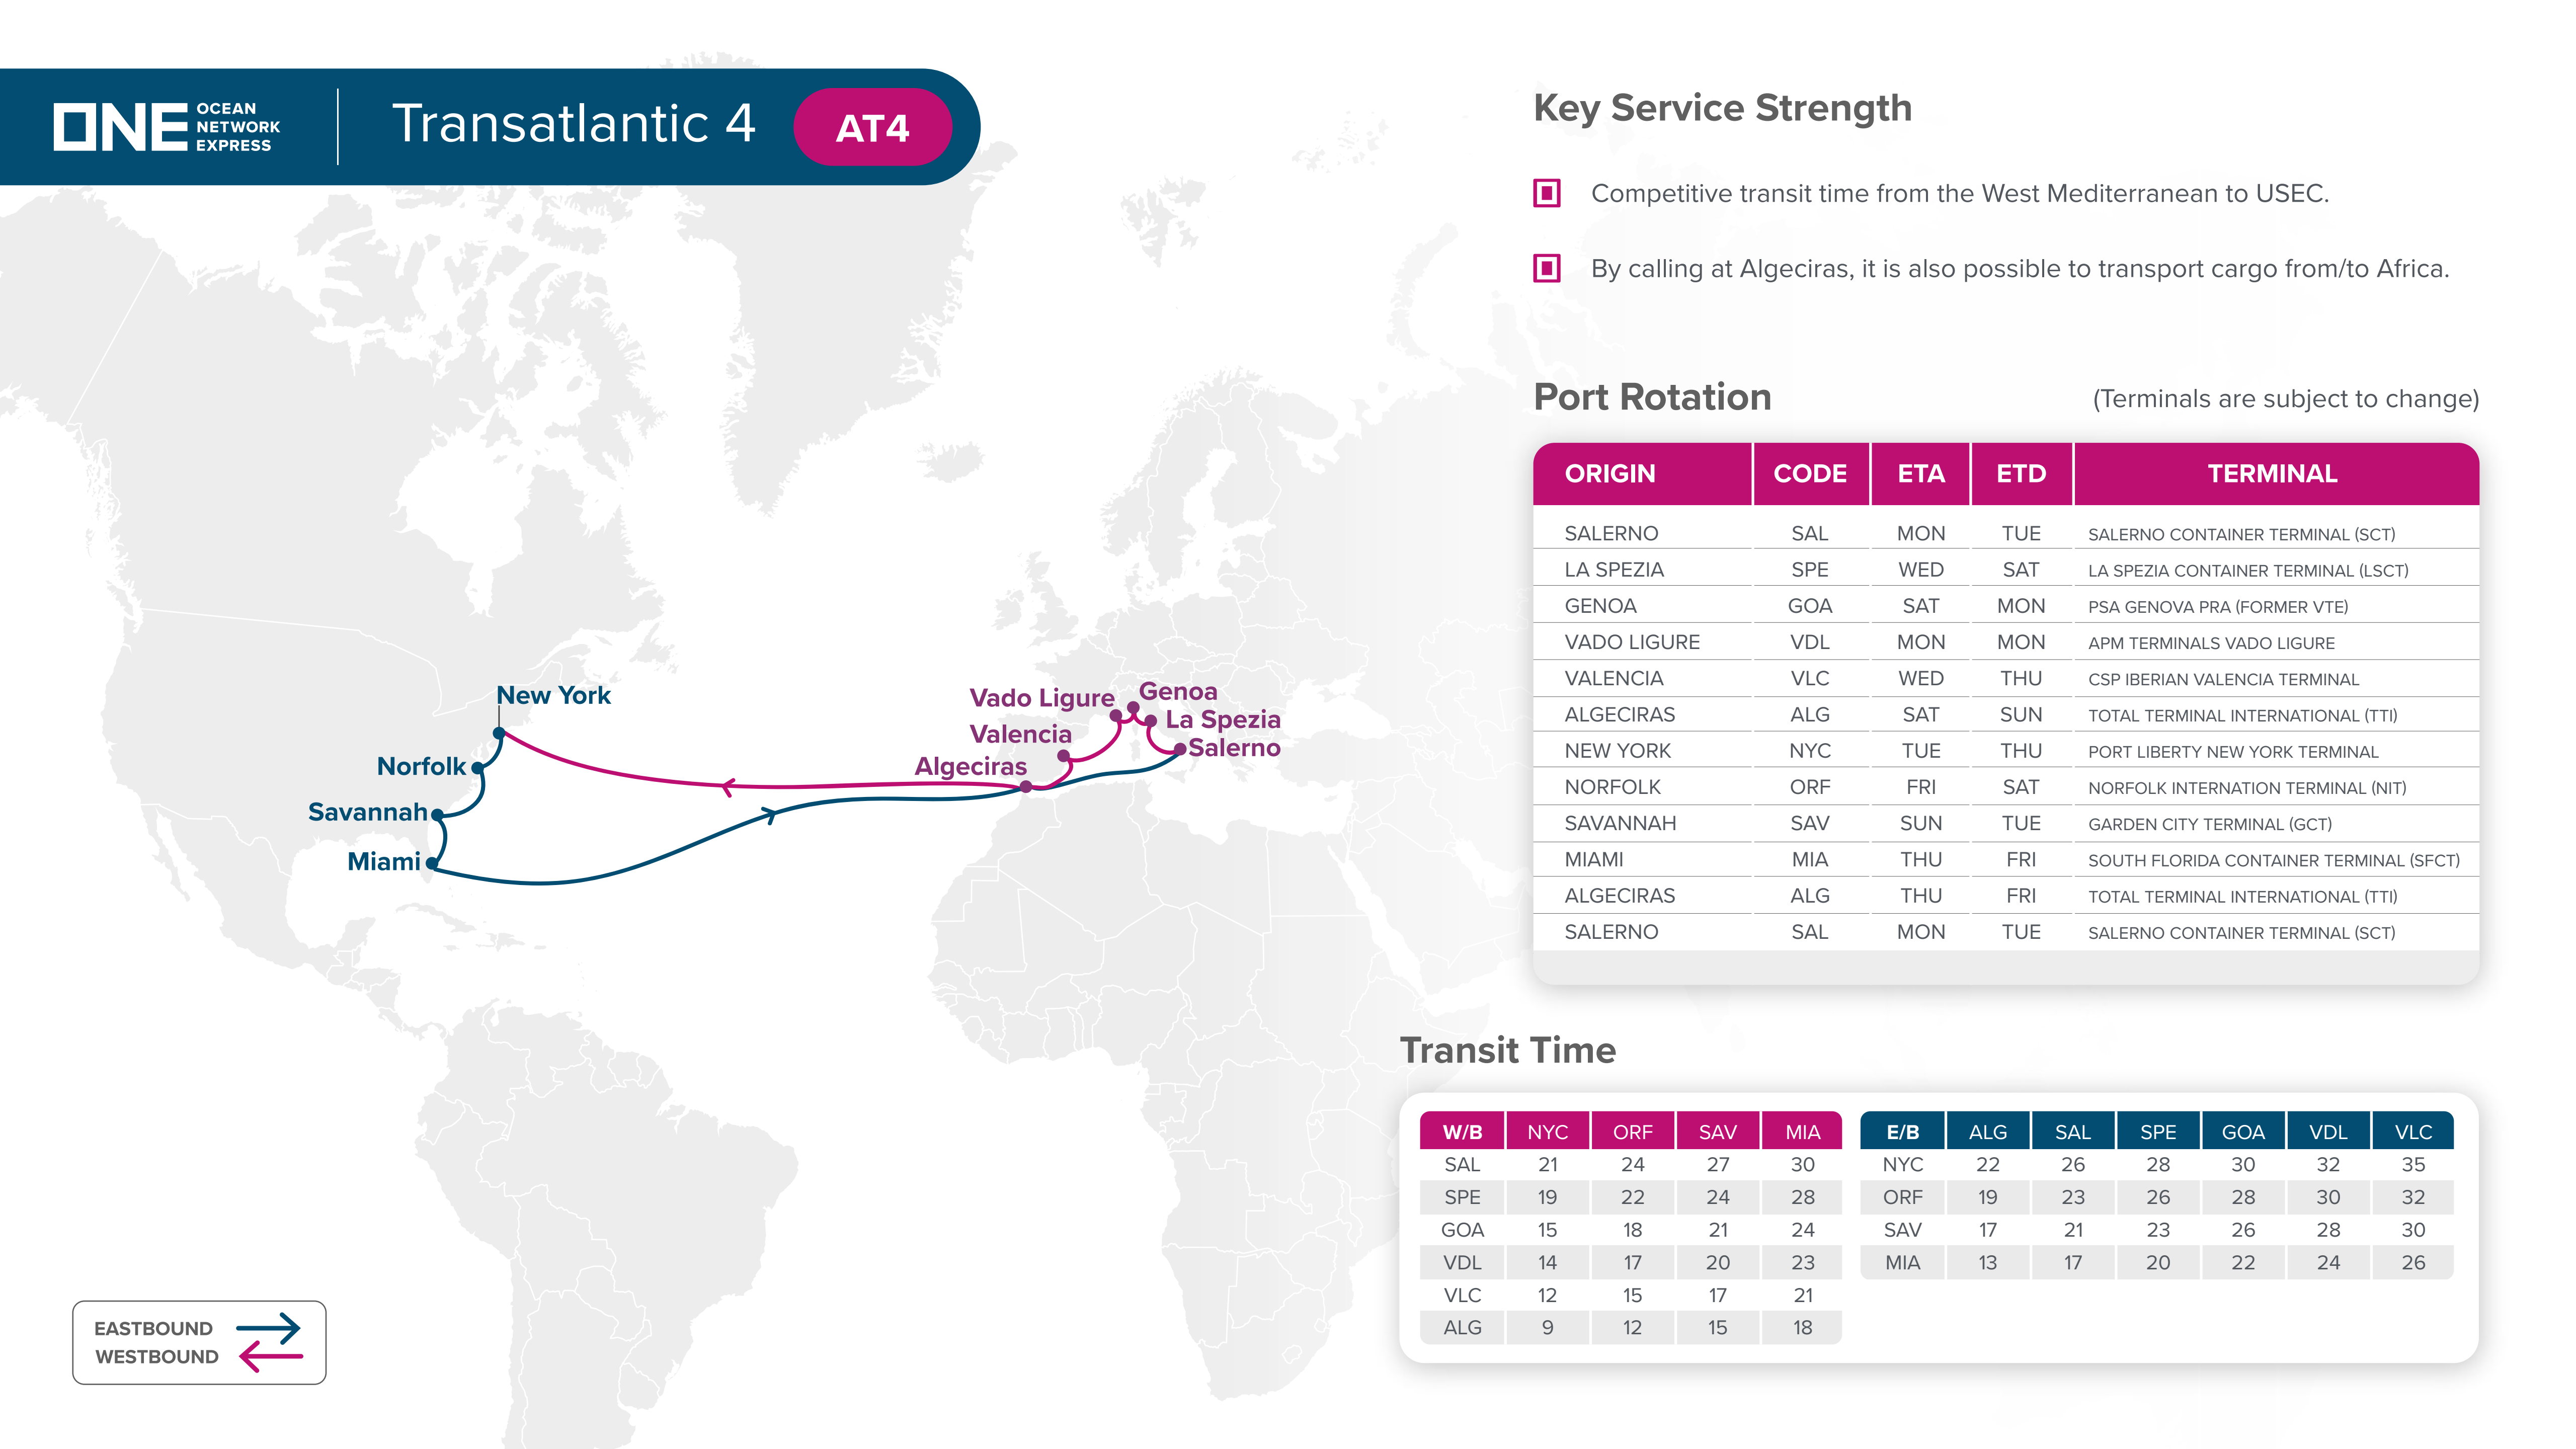 ONE OCEAN NETWORK EXPRESS
Transatlantic 4
AT4
Key Service Strength
Competitive transit time from the West Mediterranean to USEC.
By calling at Algeciras, it is also possible to transport cargo from/to Africa.
Port Rotation
(Terminals are subject to change)
ORIGIN CODE ETA ETD TERMINAL
SALERNO SAL MON TUE SALERNO CONTAINER TERMINAL (SCT)
LA SPEZIA SPE WED SAT LA SPEZIA CONTAINER TERMINAL (LSCT)
GENOA GOA SAT MON PSA GENOVA PRA (FORMER VTE)
VADO LIGURE VDL MON MON APM TERMINALS VADO LIGURE
VALENCIA VLC WED THU CSP IBERIAN VALENCIA TERMINAL
ALGECIRAS ALG SAT SUN TOTAL TERMINAL INTERNATIONAL (TTI)
NEW YORK NYC TUE THU PORT LIBERTY NEW YORK TERMINAL
NORFOLK ORF FRI SAT NORFOLK INTERNATION TERMINAL (NIT)
SAVANNAH SAV SUN TUE GARDEN CITY TERMINAL (GCT)
MIAMI MIA THU FRI SOUTH FLORIDA CONTAINER TERMINAL (SFCT)
ALGECIRAS ALG THU FRI TOTAL TERMINAL INTERNATIONAL (TTI)
SALERNO SAL MON TUE SALERNO CONTAINER TERMINAL (SCT)
New York
Norfolk
Savannah
Miami
Vado Ligure
Genoa
La Spezia
Valencia
Salerno
Algeciras
Transit Time
W/B NYC ORF SAV MIA
SAL 21 24 27 30
SPE 19 22 24 28
GOA 15 18 21 24
VDL 14 17 20 23
VLC 12 15 17 21
ALG 9 12 15 18
E/B ALG SAL SPE GOA VDL VLC
NYC 22 26 28 30 32 35
ORF 19 23 26 28 30 32
SAV 17 21 23 26 28 30
MIA 13 17 20 22 24 26
EASTBOUND
WESTBOUND